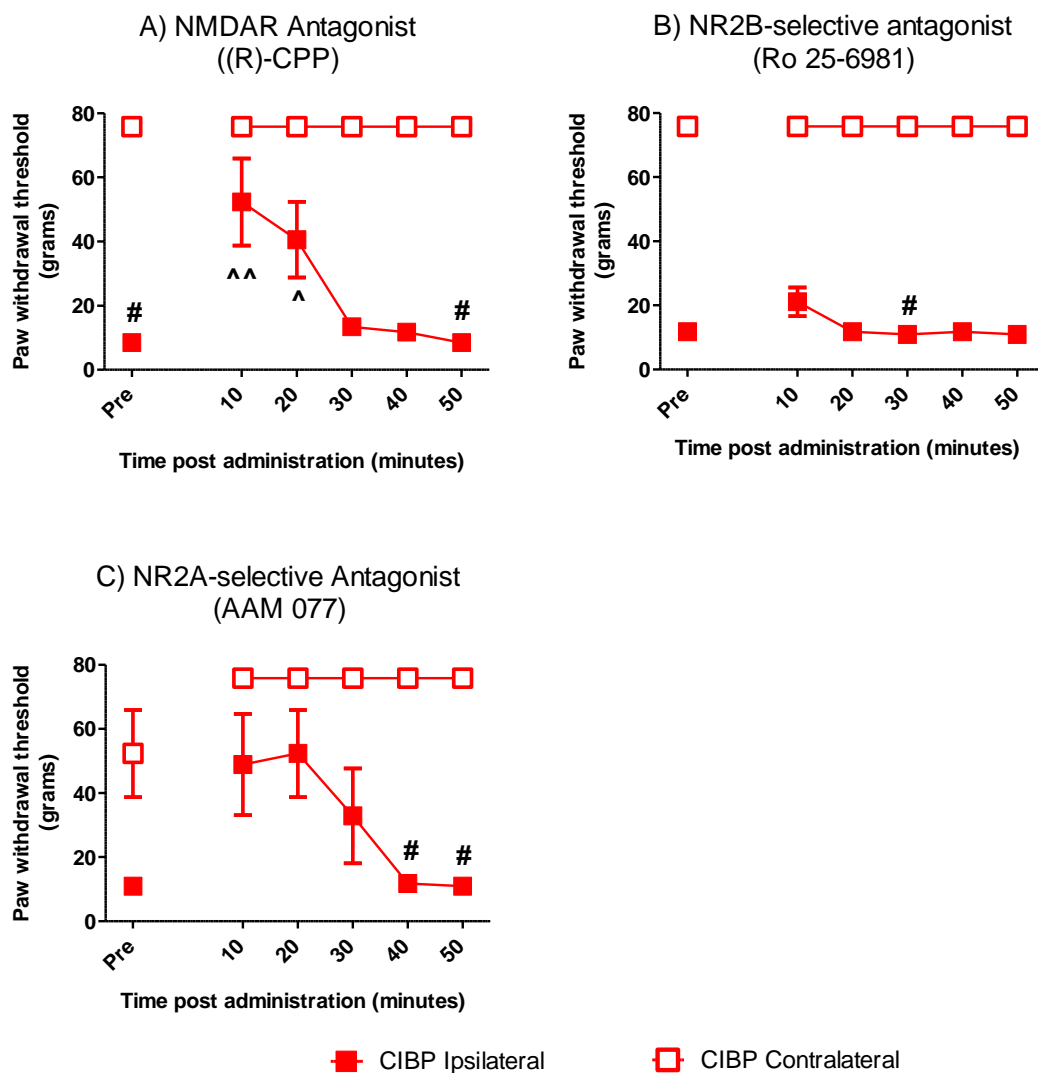 A) NMDAR Antagonist
((R)-CPP)
Paw withdrawal threshold
(grams)
80
60
40
20
0
#
^^
^
#
Pre
10
20
30
40
50
Time post administration (minutes)
B) NR2B-selective antagonist
(Ro 25-6981)
Paw withdrawal threshold
(grams)
80
60
40
20
0
#
Pre
10
20
30
40
50
Time post administration (minutes)
C) NR2A-selective Antagonist
(AAM 077)
Paw withdrawal threshold
(grams)
80
60
40
20
0
#
#
Pre
10
20
30
40
50
Time post administration (minutes)
CIBP Ipsilateral
CIBP Contralateral